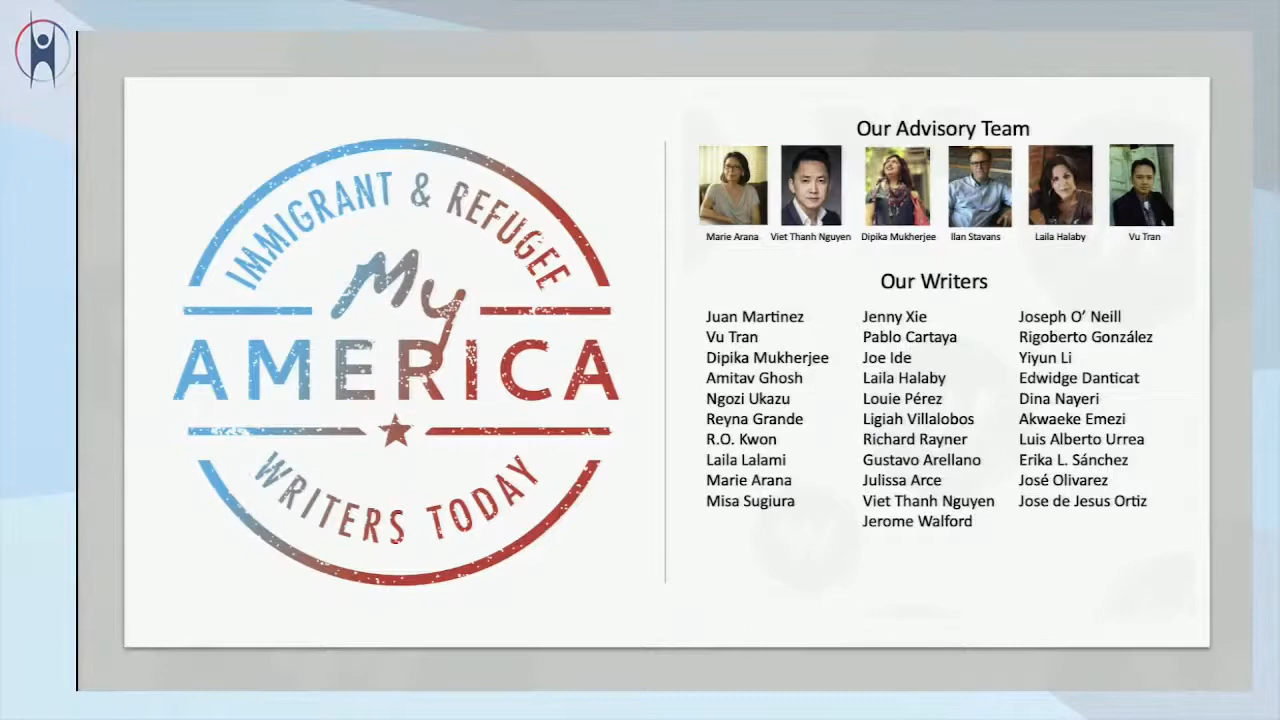 IMMIGRANT & REFUGEE
My
AMERICA
WRITERS TODAY
Our Advisory Team
Marie Arana
Viet Thanh Nguyen
Dipika Mukherjee
Ilan Stavans
Laila Halaby
Vu Tran
Our Writers
Juan Martinez
Vu Tran
Dipika Mukherjee
Amitav Ghosh
Ngozi Ukazu
Reyna Grande
R.O. Kwon
Laila Lalami
Marie Arana
Misa Sugiura
Jenny Xie
Pablo Cartaya
Joe Ide
Laila Halaby
Louie Pérez
Ligiah Villalobos
Richard Rayner
Gustavo Arellano
Julissa Arce
Viet Thanh Nguyen
Jerome Walford
Joseph O’ Neill
Rigoberto González
Yiyun Li
Edwidge Danticat
Dina Nayeri
Akwaeke Emezi
Luis Alberto Urrea
Erika L. Sánchez
José Olivarez
Jose de Jesus Ortiz